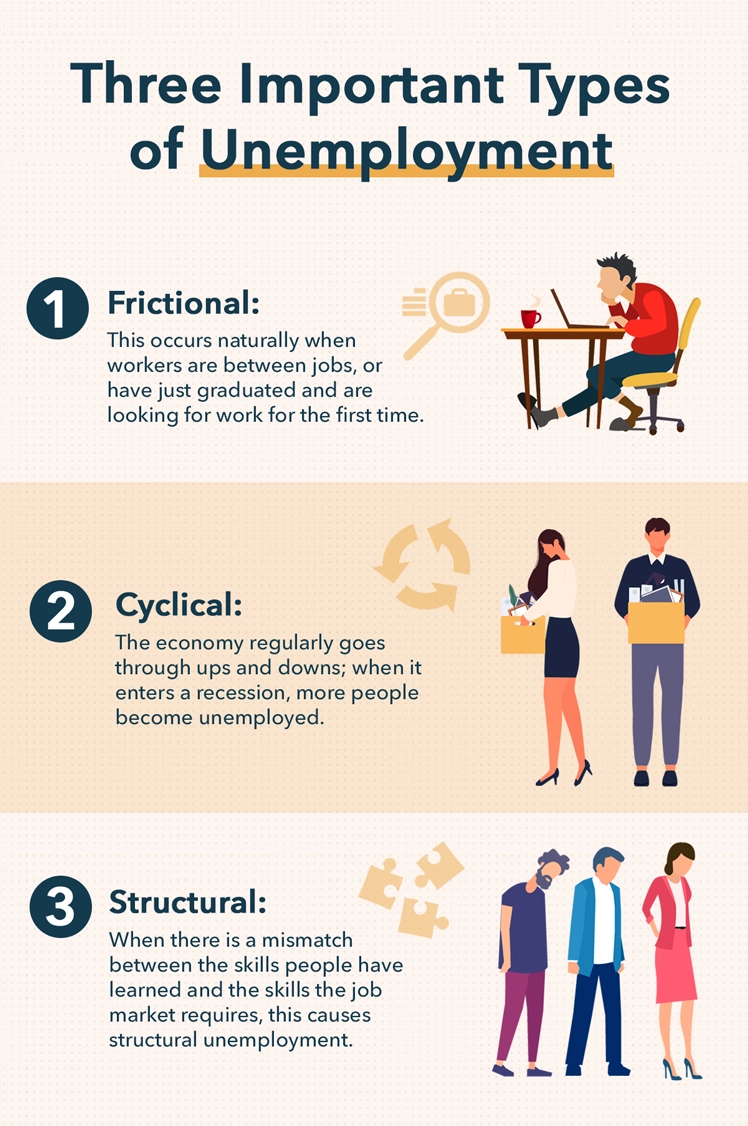 Three Important Types
of Unemployment
1
Frictional:
This occurs naturally when
workers are between jobs, or
have just graduated and are
looking for work for the first time.
2
Cyclical:
The economy regularly goes
through ups and downs; when it
enters a recession, more people
become unemployed.
3
Structural:
When there is a mismatch
between the skills people have
learned and the skills the job
market requires, this causes
structural unemployment.